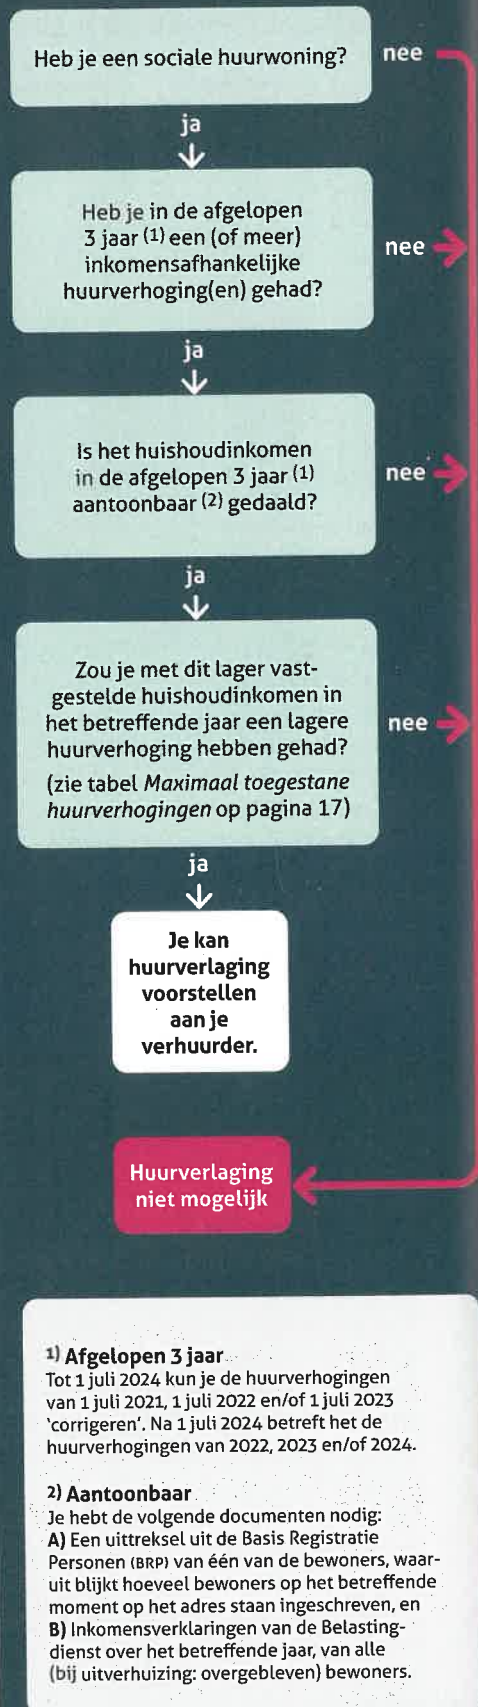 Heb je een sociale huurwoning?
nee
ja
Heb je in de afgelopen
3 jaar (1) een (of meer)
inkomensafhankelijke
huurverhoging(en) gehad?
nee
ja
Is het huishoudinkomen
in de afgelopen 3 jaar (1)
aantoonbaar (2) gedaald?
nee
ja
Zou je met dit lager vast-
gestelde huishoudinkomen in
het betreffende jaar een lagere
huurverhoging hebben gehad?
(zie tabel Maximaal toegestane
huurverhogingen op pagina 17)
nee
ja
Je kan
huurverlaging
voorstellen
aan je
verhuurder.
Huurverlaging
niet mogelijk
1) Afgelopen 3 jaar
Tot 1 juli 2024 kun je de huurverhogingen
van 1 juli 2021, 1 juli 2022 en/of 1 juli 2023
'corrigeren'. Na 1 juli 2024 betreft het de
huurverhogingen van 2022, 2023 en/of 2024.
2) Aantoonbaar
Je hebt de volgende documenten nodig:
A) Een uittreksel uit de Basis Registratie
Personen (BRP) van één van de bewoners, waar-
uit blijkt hoeveel bewoners op het betreffende
moment op het adres staan ingeschreven, en
B) Inkomensverklaringen van de Belasting-
dienst over het betreffende jaar, van alle
(bij uitverhuizing: overgebleven) bewoners.